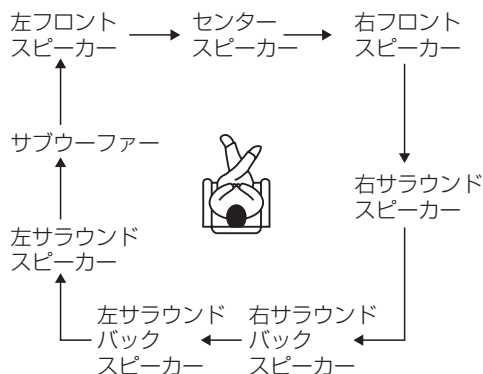 左フロント
スピーカー
センター
スピーカー
右フロント
スピーカー
サブウーファー
右サラウンド
スピーカー
左サラウンド
スピーカー
左サラウンド
バック
スピーカー
右サラウンド
バック
スピーカー